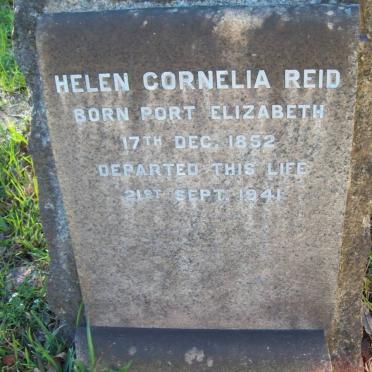 HELEN CORNELIA REID
BORN PORT ELIZABETH
17TH DEC. 1852
DEPARTED THIS LIFE
21ST SEPT. 1941